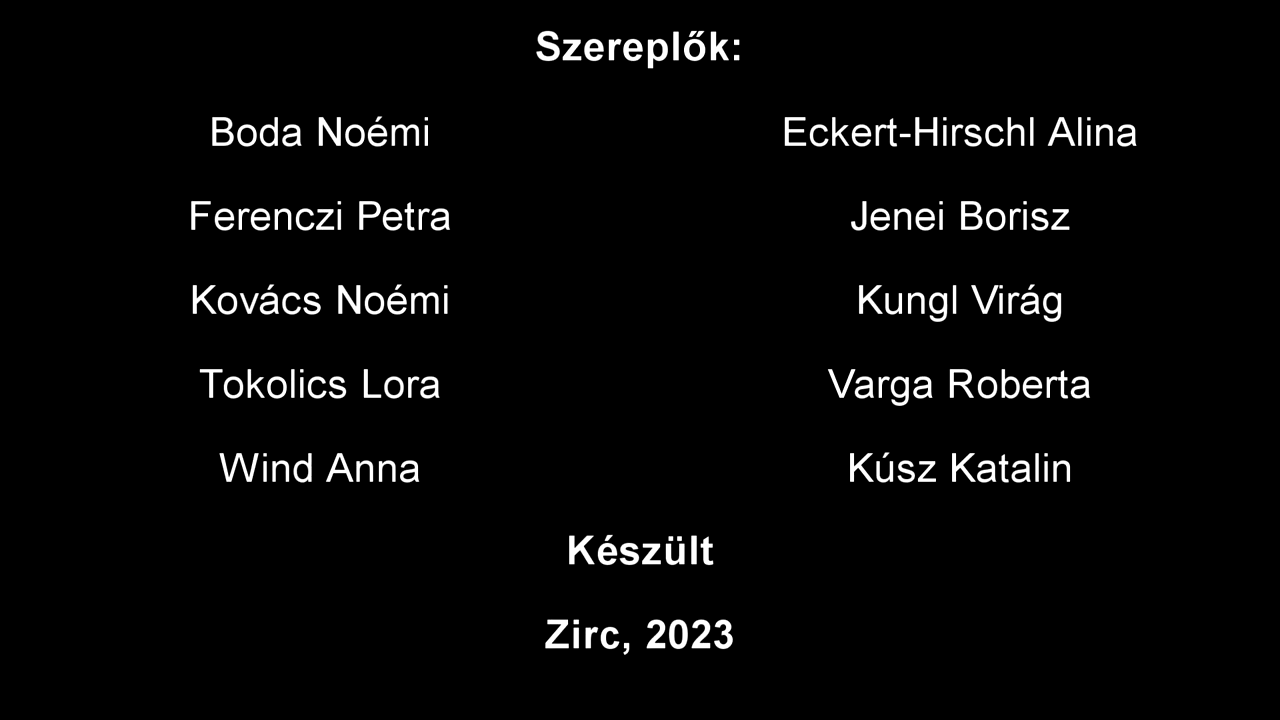 Szereplők:
Boda Noémi Eckert-Hirschl Alina
Ferenczi Petra Jenei Borisz
Kovács Noémi Kungl Virág
Tokolics Lora Varga Roberta
Wind Anna Kúsz Katalin
Készült
Zirc, 2023